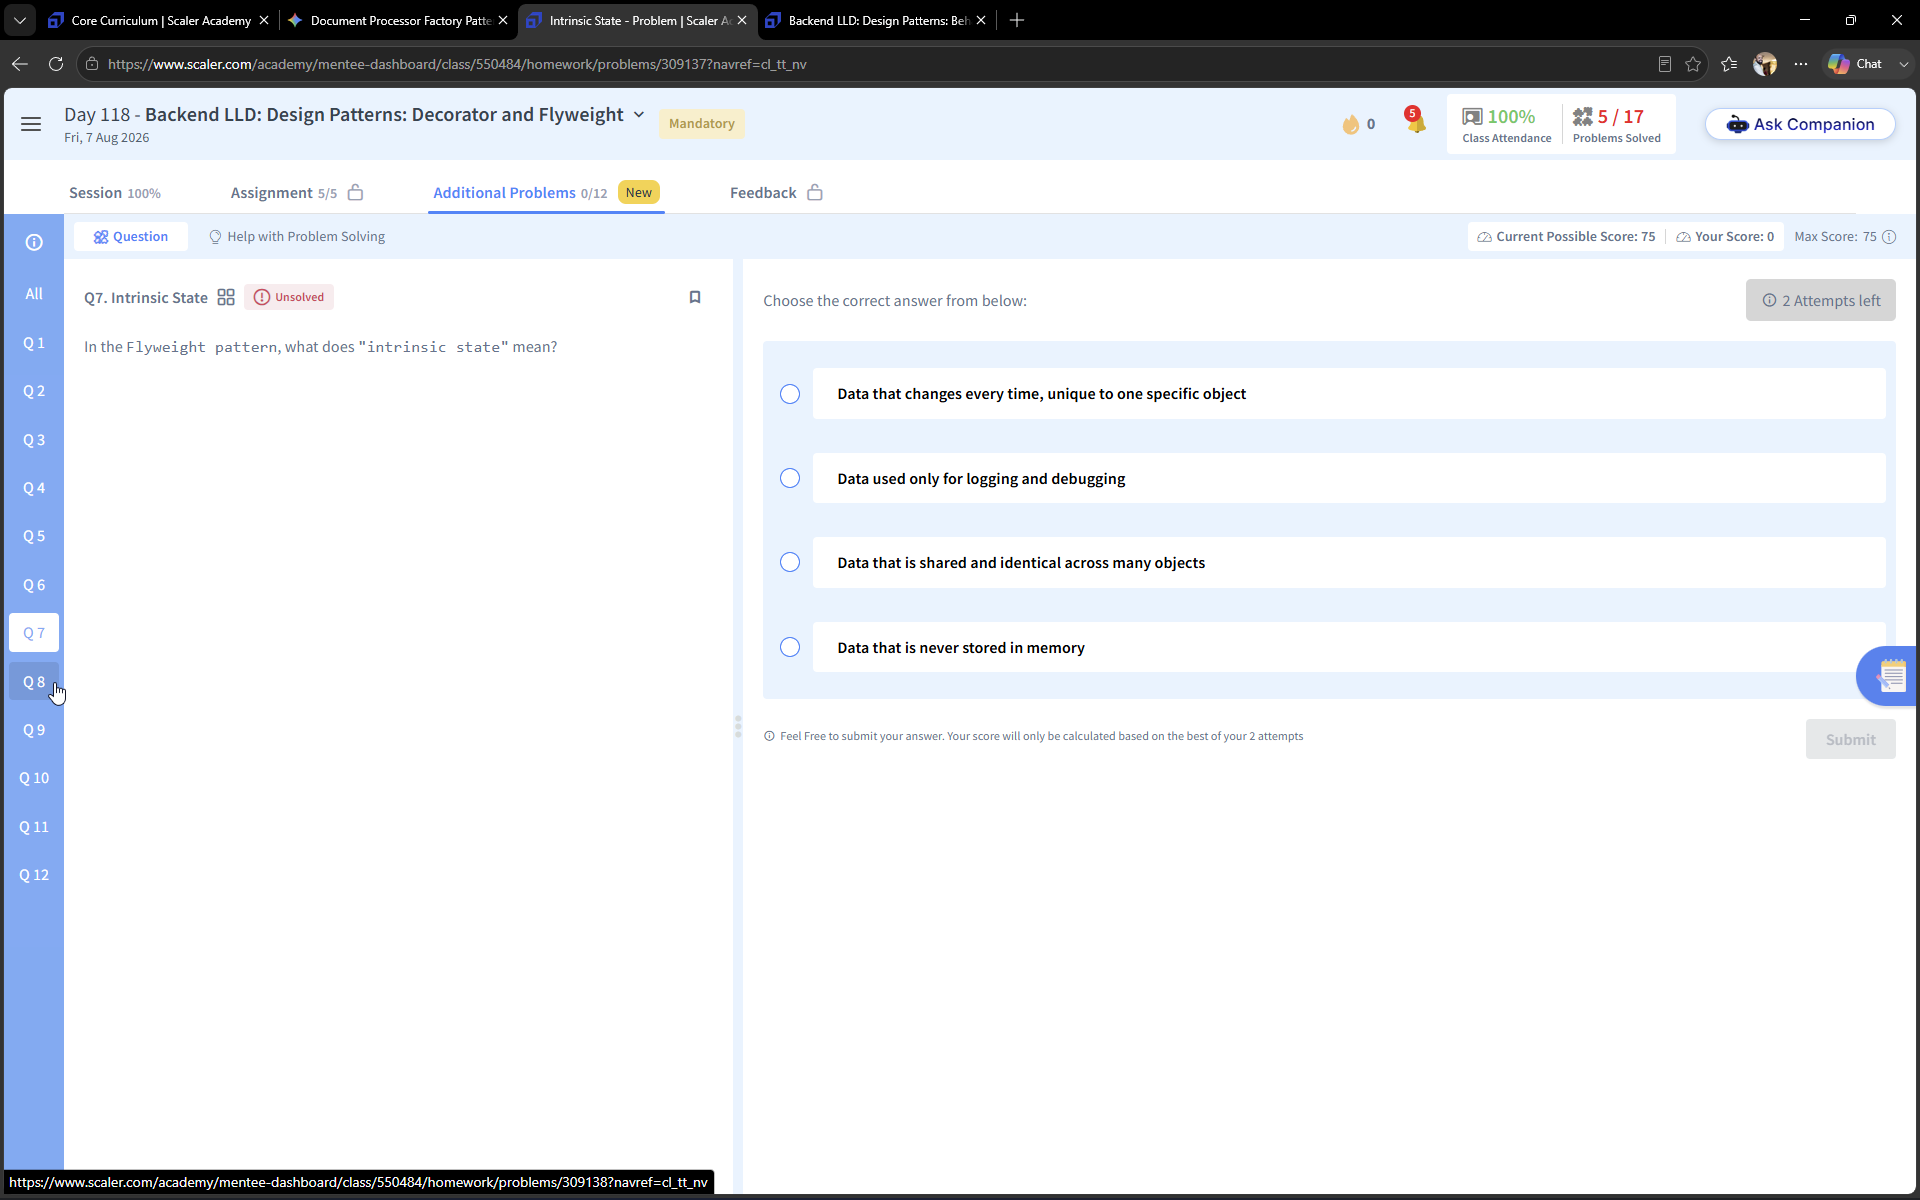 Core Curriculum | Scaler Academy
Document Processor Factory Patte
Intrinsic State - Problem | Scaler Ac
Backend LLD: Design Patterns: Beh
https://www.scaler.com/academy/mentee-dashboard/class/550484/homework/problems/309137?navref=cl_tt_nv
Chat
Day 118 - Backend LLD: Design Patterns: Decorator and Flyweight
Fri, 7 Aug 2026
Mandatory
0
5
100%
Class Attendance
5 / 17
Problems Solved
Ask Companion
Session 100%
Assignment 5/5
Additional Problems 0/12
New
Feedback
Question
Help with Problem Solving
Current Possible Score: 75
Your Score: 0
Max Score: 75
All
Q 1
Q 2
Q 3
Q 4
Q 5
Q 6
Q 7
Q 8
Q 9
Q 10
Q 11
Q 12
Q7. Intrinsic State
Unsolved
In the Flyweight pattern, what does "intrinsic state" mean?
Choose the correct answer from below:
2 Attempts left
Data that changes every time, unique to one specific object
Data used only for logging and debugging
Data that is shared and identical across many objects
Data that is never stored in memory
Feel Free to submit your answer. Your score will only be calculated based on the best of your 2 attempts
Submit
https://www.scaler.com/academy/mentee-dashboard/class/550484/homework/problems/309138?navref=cl_tt_nv